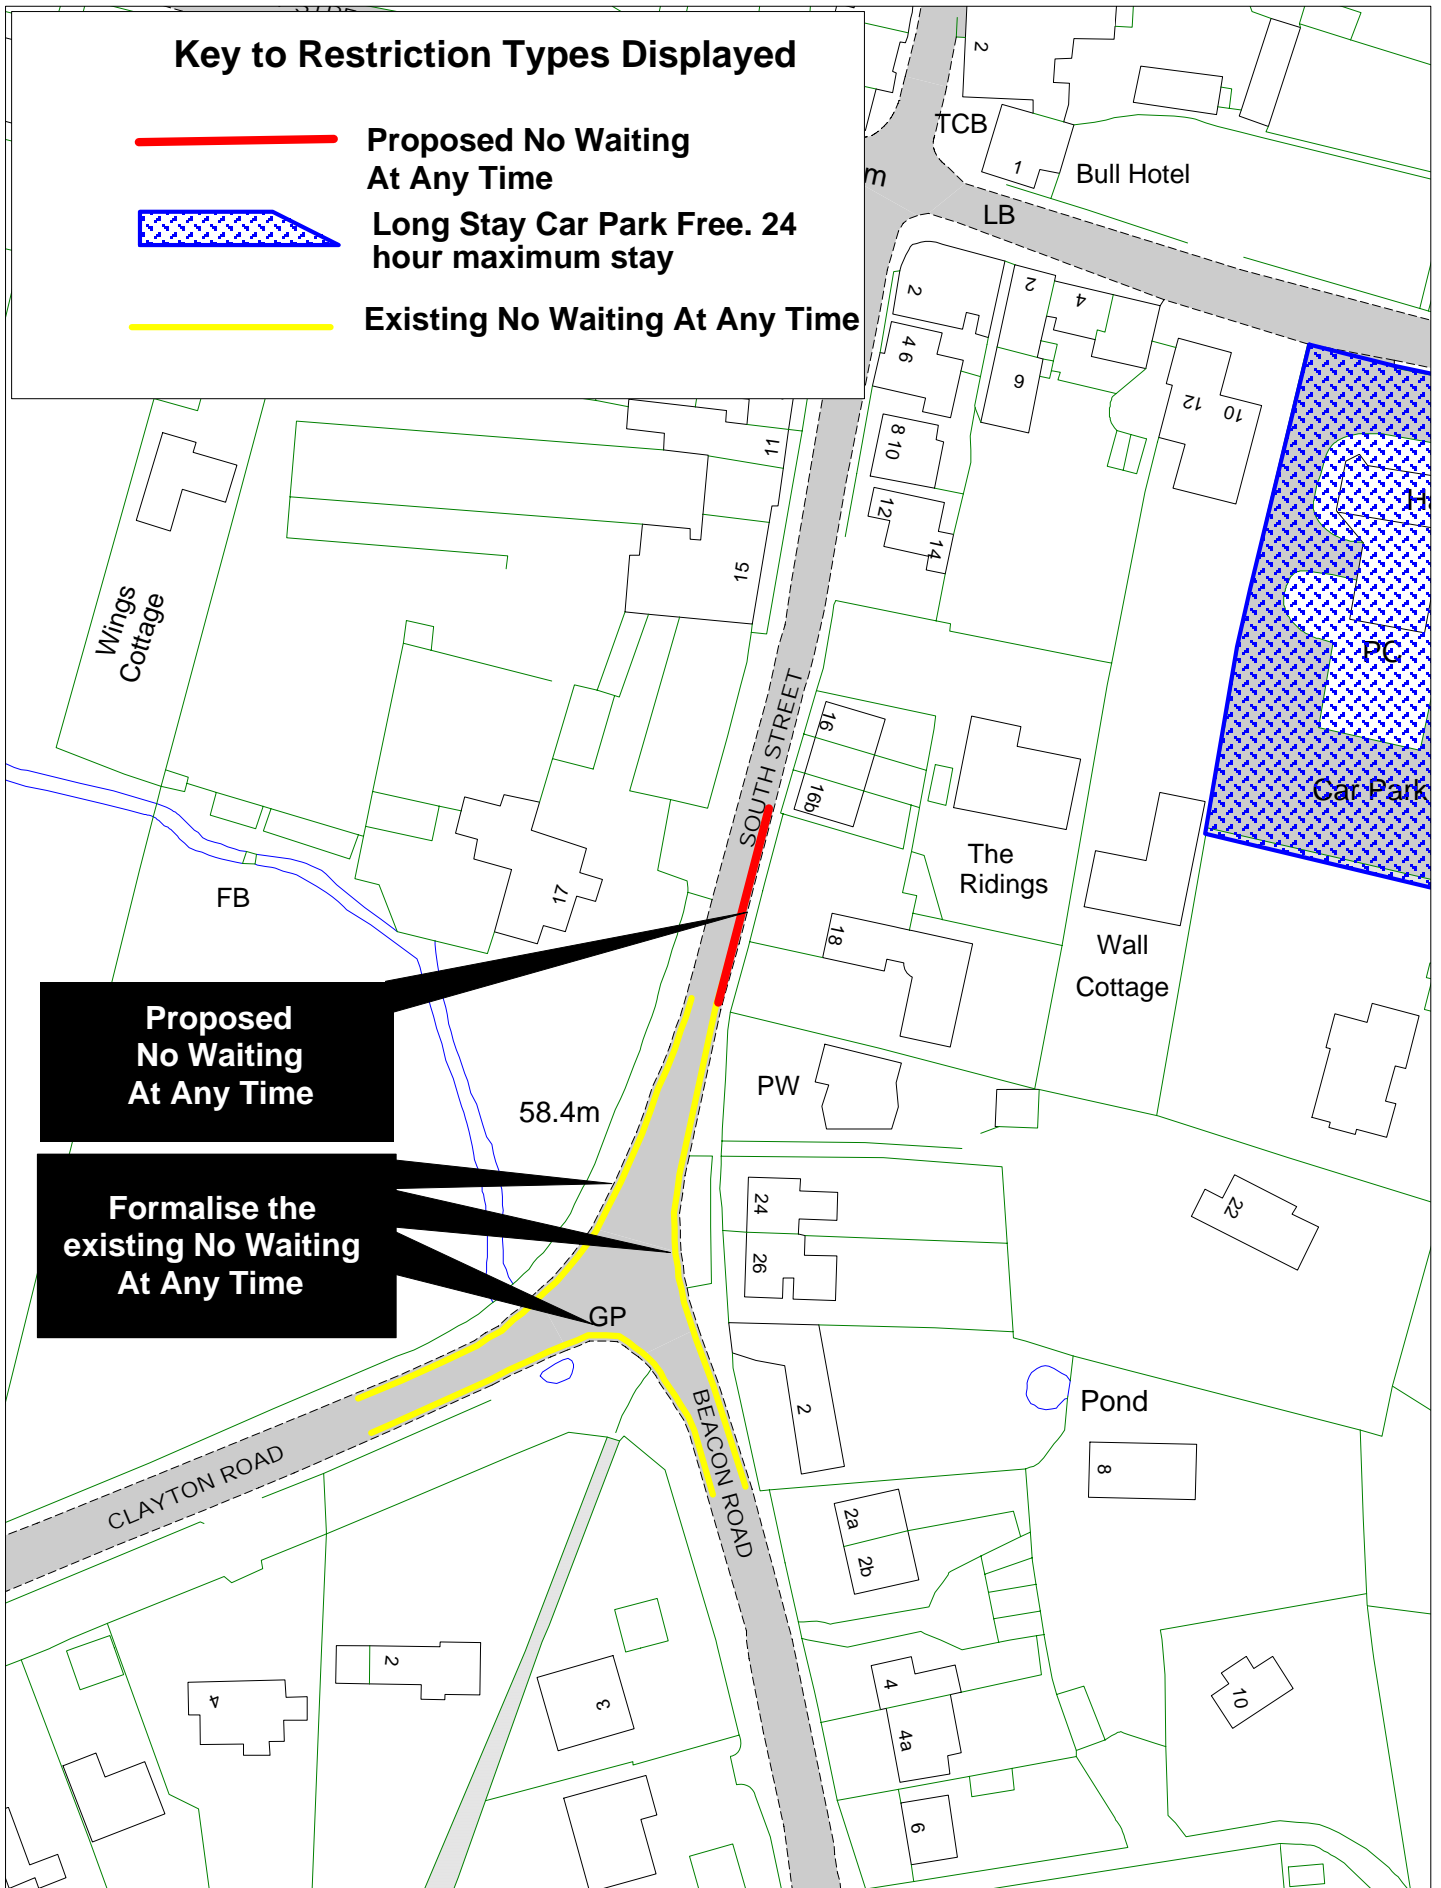 Key to Restriction Types Displayed
Proposed No Waiting
At Any Time
Long Stay Car Park Free. 24
hour maximum stay
Existing No Waiting At Any Time
2
TCB
1
Bull Hotel
m
LB
2
2
4
4
6
6
12
10
8
10
11
12
14
15
Wings
Cottage
PC
SOUTH STREET
16
16b
Car Park
The
Ridings
17
FB
18
Wall
Cottage
Proposed
No Waiting
At Any Time
PW
58.4m
24
22
Formalise the
existing No Waiting
At Any Time
26
GP
2
Pond
BEACON ROAD
8
CLAYTON ROAD
2a
2b
2
4
3
4
10
4a
6